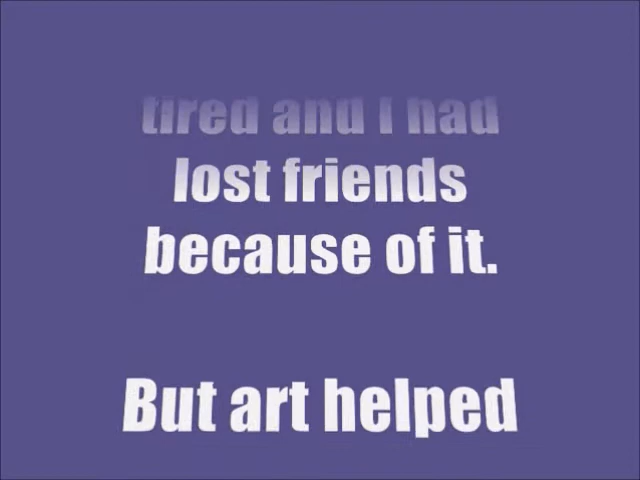 tired and I had
lost friends
because of it.
But art helped